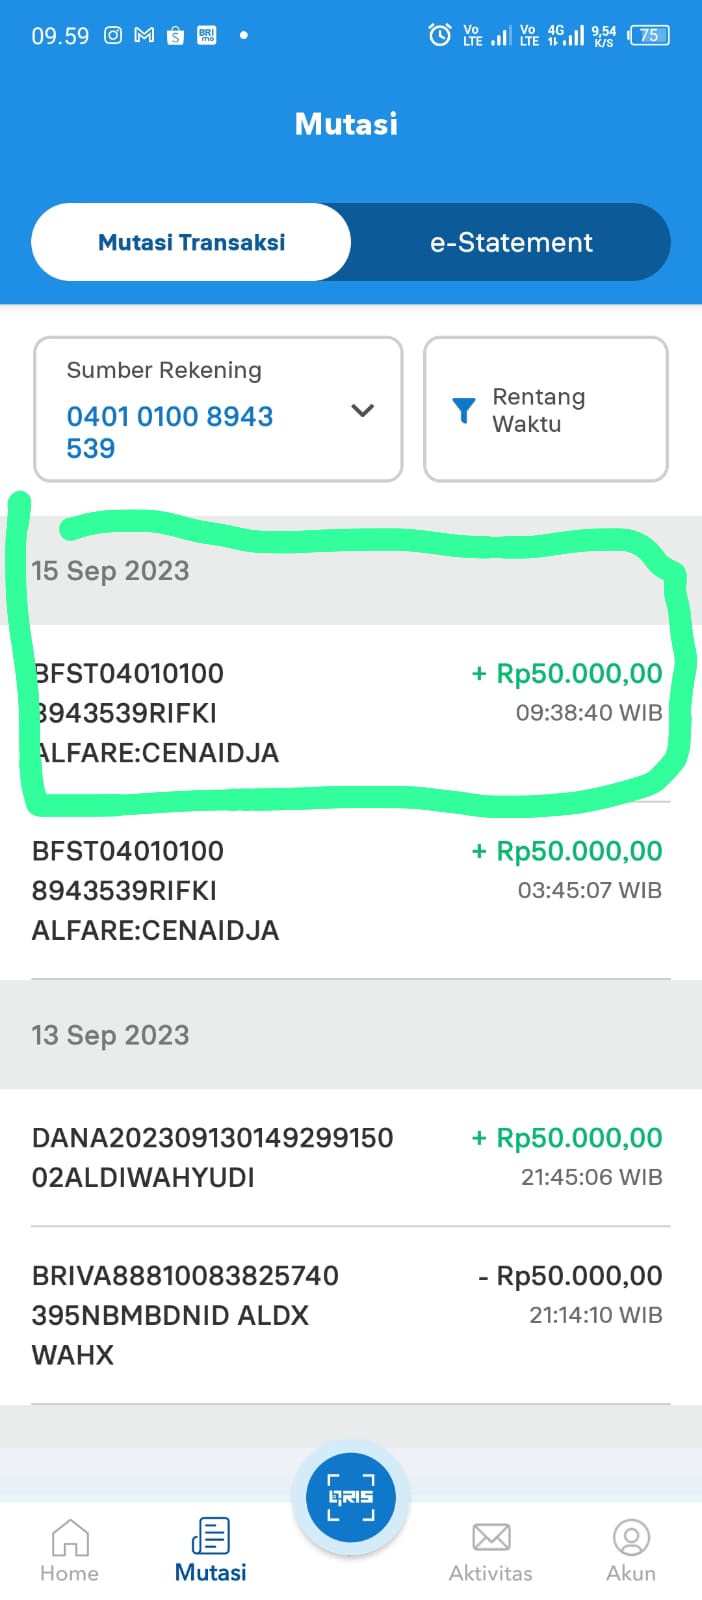 09.59
Vo LTE Vo LTE 4G 9,54 K/S 75
Mutasi
Mutasi Transaksi e-Statement
Sumber Rekening
0401 0100 8943
539
Rentang
Waktu
15 Sep 2023
BFST04010100 + Rp50.000,00
8943539RIFKI 09:38:40 WIB
ALFARE:CENAIDJA
BFST04010100 + Rp50.000,00
8943539RIFKI 03:45:07 WIB
ALFARE:CENAIDJA
13 Sep 2023
DANA202309130149299150 + Rp50.000,00
02ALDIWAHYUDI 21:45:06 WIB
BRIVA88810083825740 - Rp50.000,00
395NBMBDNID ALDX 21:14:10 WIB
WAHX
QRIS
Home Mutasi Aktivitas Akun